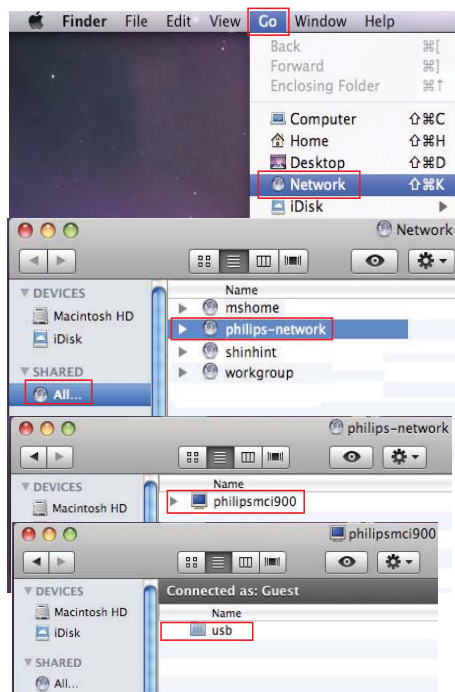 Finder File Edit View Go Window Help
Back ⌘[
Forward ⌘]
Enclosing Folder ⌘↑
Computer ⇧⌘C
Home ⇧⌘H
Desktop ⇧⌘D
Network ⇧⌘K
iDisk
Network
DEVICES
Macintosh HD
iDisk
SHARED
All...
Name
mshome
philips-network
shinhint
workgroup
philips-network
DEVICES
Macintosh HD
Name
philipsmci900
philipsmci900
DEVICES
Macintosh HD
iDisk
SHARED
All...
Connected as: Guest
Name
usb